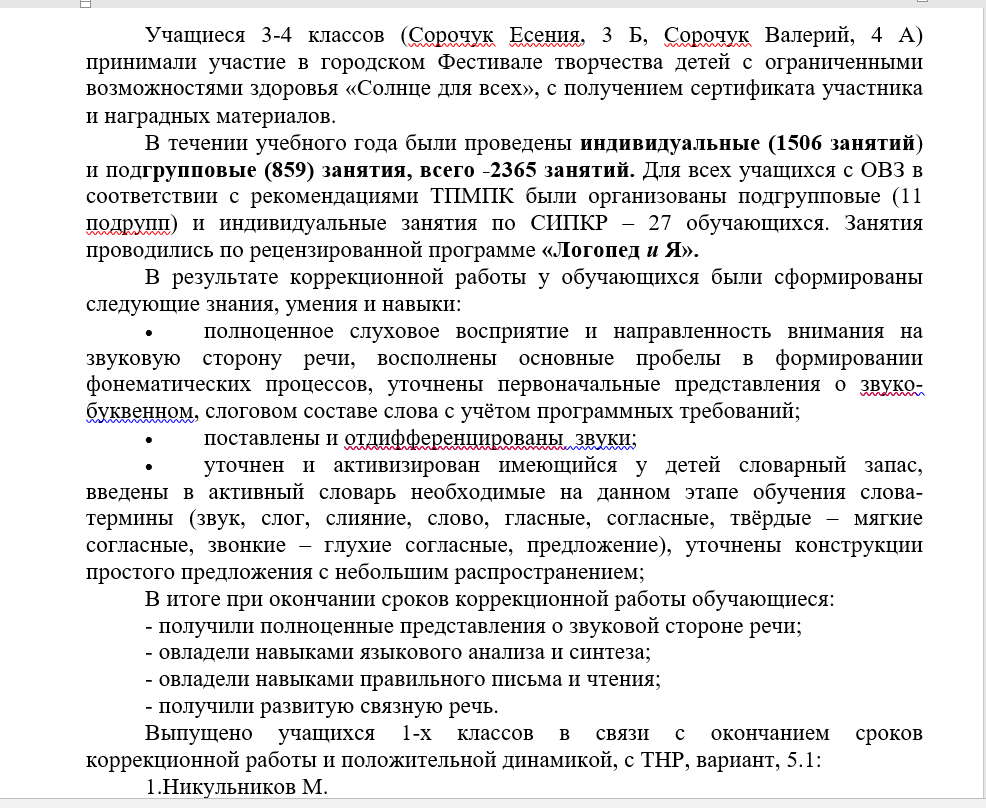 Учащиеся 3-4 классов (Сорочук Есения, 3 Б, Сорочук Валерий, 4 А)
принимали участие в городском Фестивале творчества детей с ограниченными
возможностями здоровья «Солнце для всех», с получением сертификата участника
и наградных материалов.
В течении учебного года были проведены индивидуальные (1506 занятий)
и подгрупповые (859) занятия, всего -2365 занятий. Для всех учащихся с ОВЗ в
соответствии с рекомендациями ТПМПК были организованы подгрупповые (11
подрупп) и индивидуальные занятия по СИПКР – 27 обучающихся. Занятия
проводились по рецензированной программе «Логопед и Я».
В результате коррекционной работы у обучающихся были сформированы
следующие знания, умения и навыки:
• полноценное слуховое восприятие и направленность внимания на
звуковую сторону речи, восполнены основные пробелы в формировании
фонематических процессов, уточнены первоначальные представления о звуко-
буквенном, слоговом составе слова с учётом программных требований;
• поставлены и отдифференцированы звуки;
• уточнен и активизирован имеющийся у детей словарный запас,
введены в активный словарь необходимые на данном этапе обучения слова-
термины (звук, слог, слияние, слово, гласные, согласные, твёрдые – мягкие
согласные, звонкие – глухие согласные, предложение), уточнены конструкции
простого предложения с небольшим распространением;
В итоге при окончании сроков коррекционной работы обучающиеся:
- получили полноценные представления о звуковой стороне речи;
- овладели навыками языкового анализа и синтеза;
- овладели навыками правильного письма и чтения;
- получили развитую связную речь.
Выпущено учащихся 1-х классов в связи с окончанием сроков
коррекционной работы и положительной динамикой, с ТНР, вариант, 5.1:
1.Никульников М.